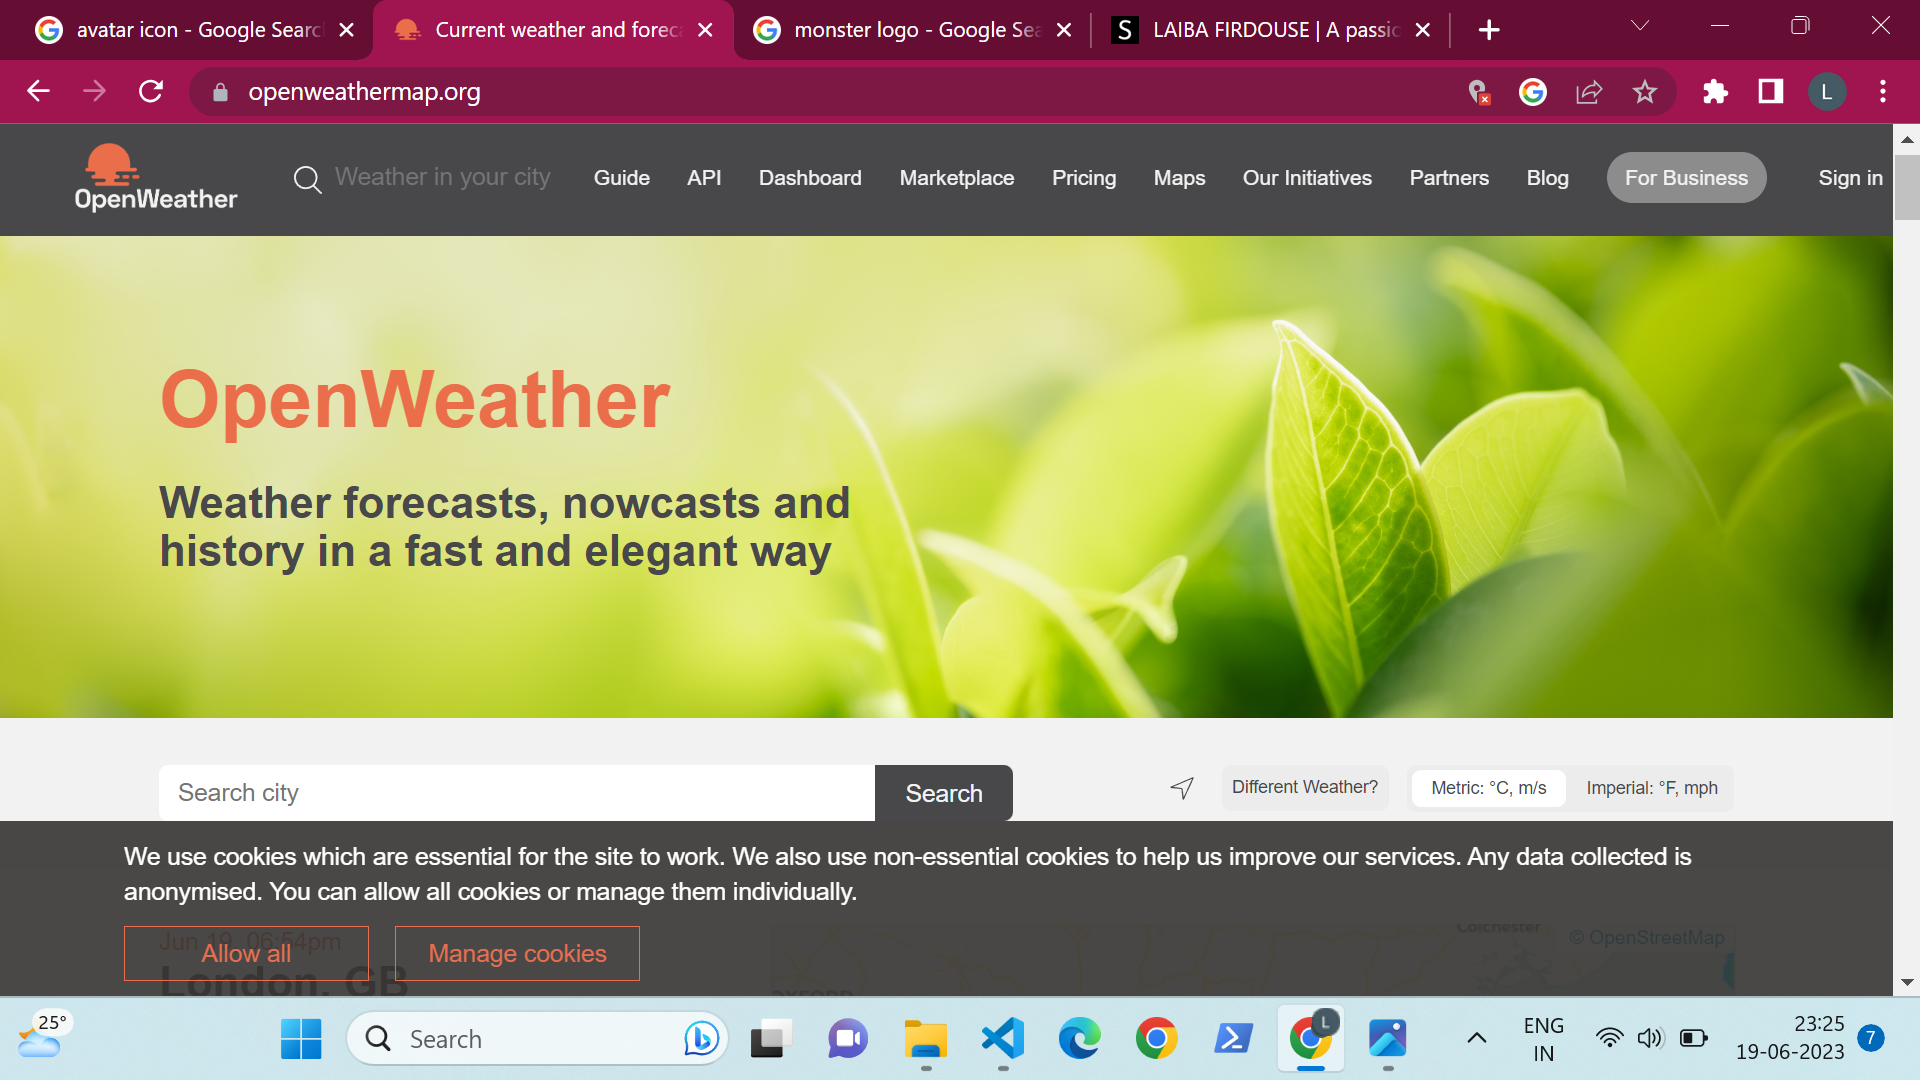 avatar icon - Google Searc
Current weather and foreca
monster logo - Google Sea
S LAIBA FIRDOUSE | A passio
openweathermap.org
L
OpenWeather
Weather in your city
Guide
API
Dashboard
Marketplace
Pricing
Maps
Our Initiatives
Partners
Blog
For Business
Sign in
OpenWeather
Weather forecasts, nowcasts and
history in a fast and elegant way
Search city
Search
Different Weather?
Metric: °C, m/s
Imperial: °F, mph
We use cookies which are essential for the site to work. We also use non-essential cookies to help us improve our services. Any data collected is
anonymised. You can allow all cookies or manage them individually.
Allow all
Manage cookies
Jun 19, 06:54pm
London, GB
Colchester
© OpenStreetMap
OXFORD
25°
Search
L
ENG
IN
23:25
19-06-2023
7